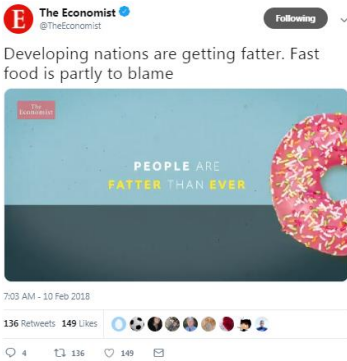 The Economist
@TheEconomist
Following
Developing nations are getting fatter. Fast
food is partly to blame
The
Economist
PEOPLE ARE
FATTER THAN EVER
7:03 AM - 10 Feb 2018
136 Retweets 149 Likes
4 136 149